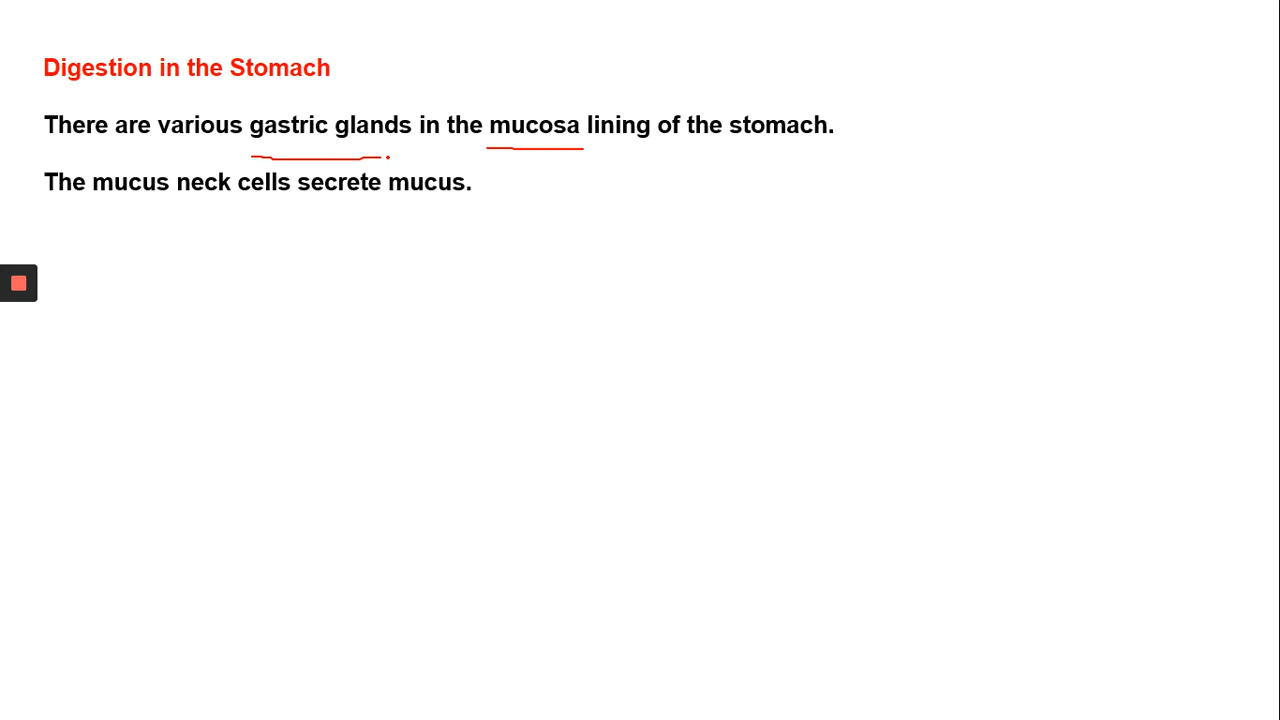 Digestion in the Stomach
There are various gastric glands in the mucosa lining of the stomach.
The mucus neck cells secrete mucus.